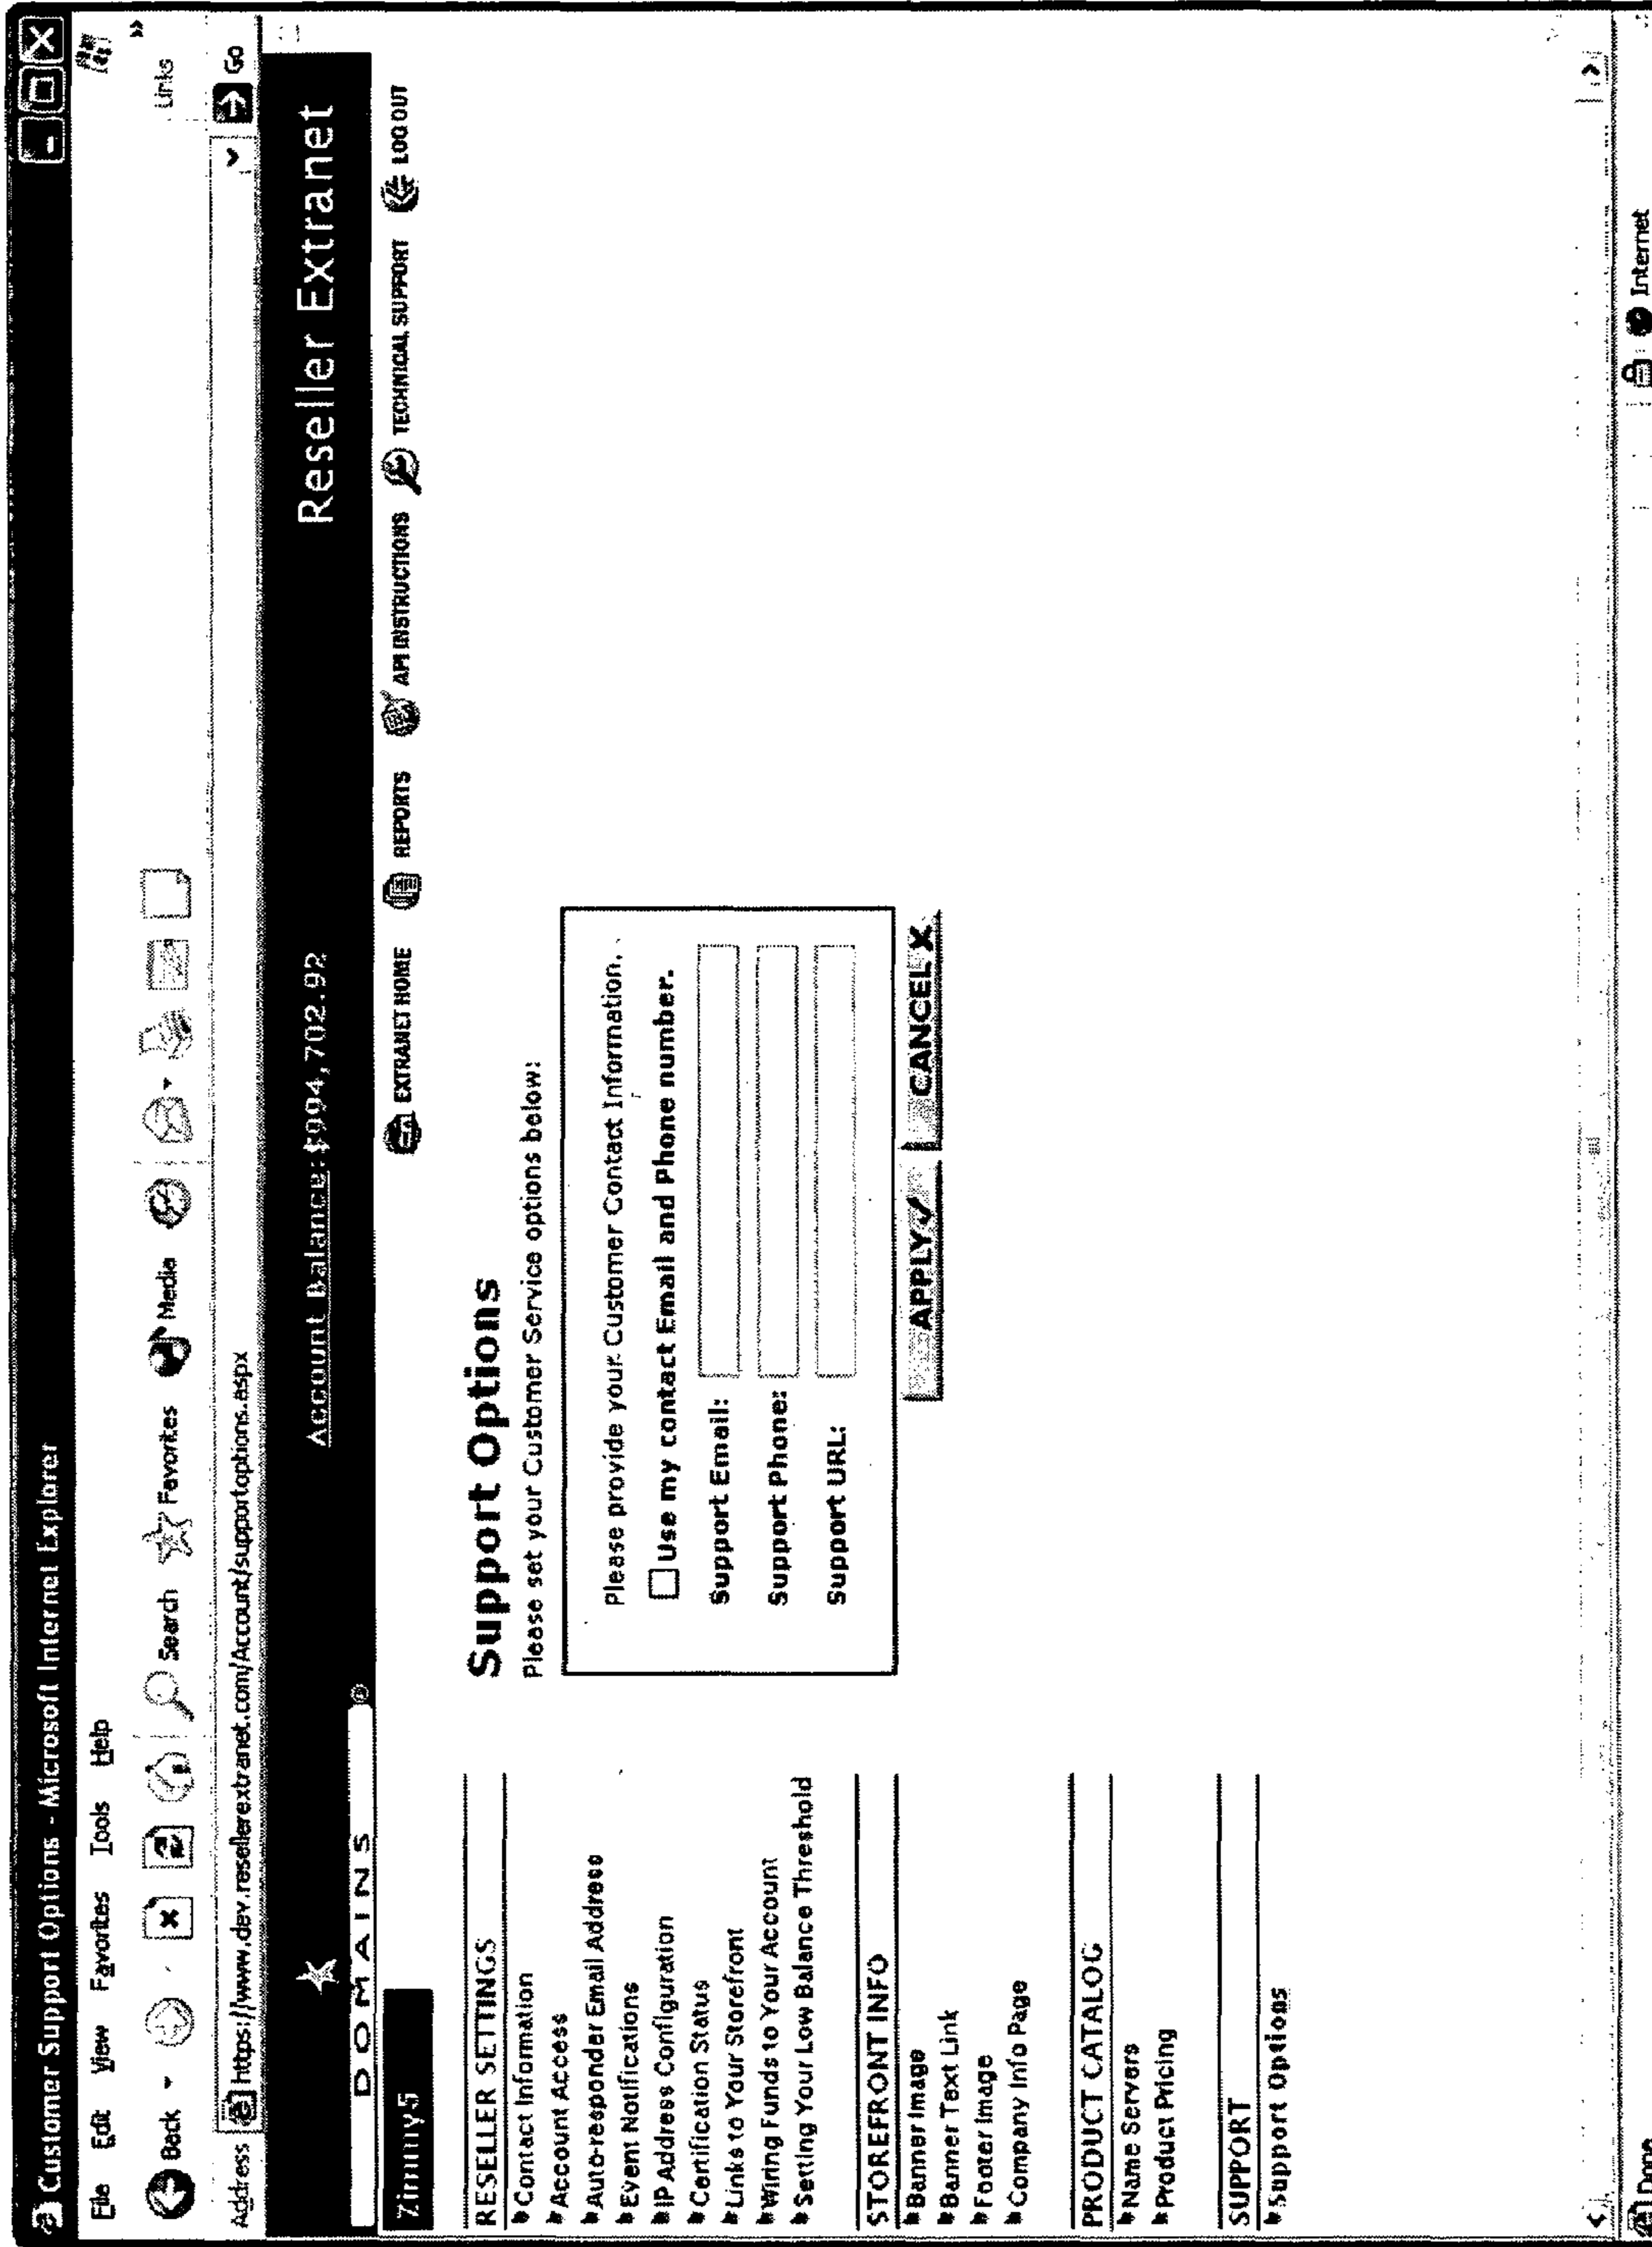 Customer Support Options - Microsoft Internet Explorer
File Edit View Favorites Tools Help
Back Search Favorites Media Links
Address https://www.dev.resellerextranet.com/Account/supportoptions.aspx Go
DOMAINS® Account Balance: $994,702.92 Reseller Extranet
Zimmy5 EXTRANET HOME REPORTS API INSTRUCTIONS TECHNICAL SUPPORT LOG OUT
RESELLER SETTINGS
Contact Information
Account Access
Auto-responder Email Address
Event Notifications
IP Address Configuration
Certification Status
Links to Your Storefront
Wiring Funds to Your Account
Setting Your Low Balance Threshold
STOREFRONT INFO
Banner Image
Banner Text Link
Footer Image
Company Info Page
PRODUCT CATALOG
Name Servers
Product Pricing
SUPPORT
Support Options
Support Options
Please set your Customer Service options below:
Please provide your Customer Contact Information.
Use my contact Email and Phone number.
Support Email:
Support Phone:
Support URL:
APPLY CANCEL X
Done Internet